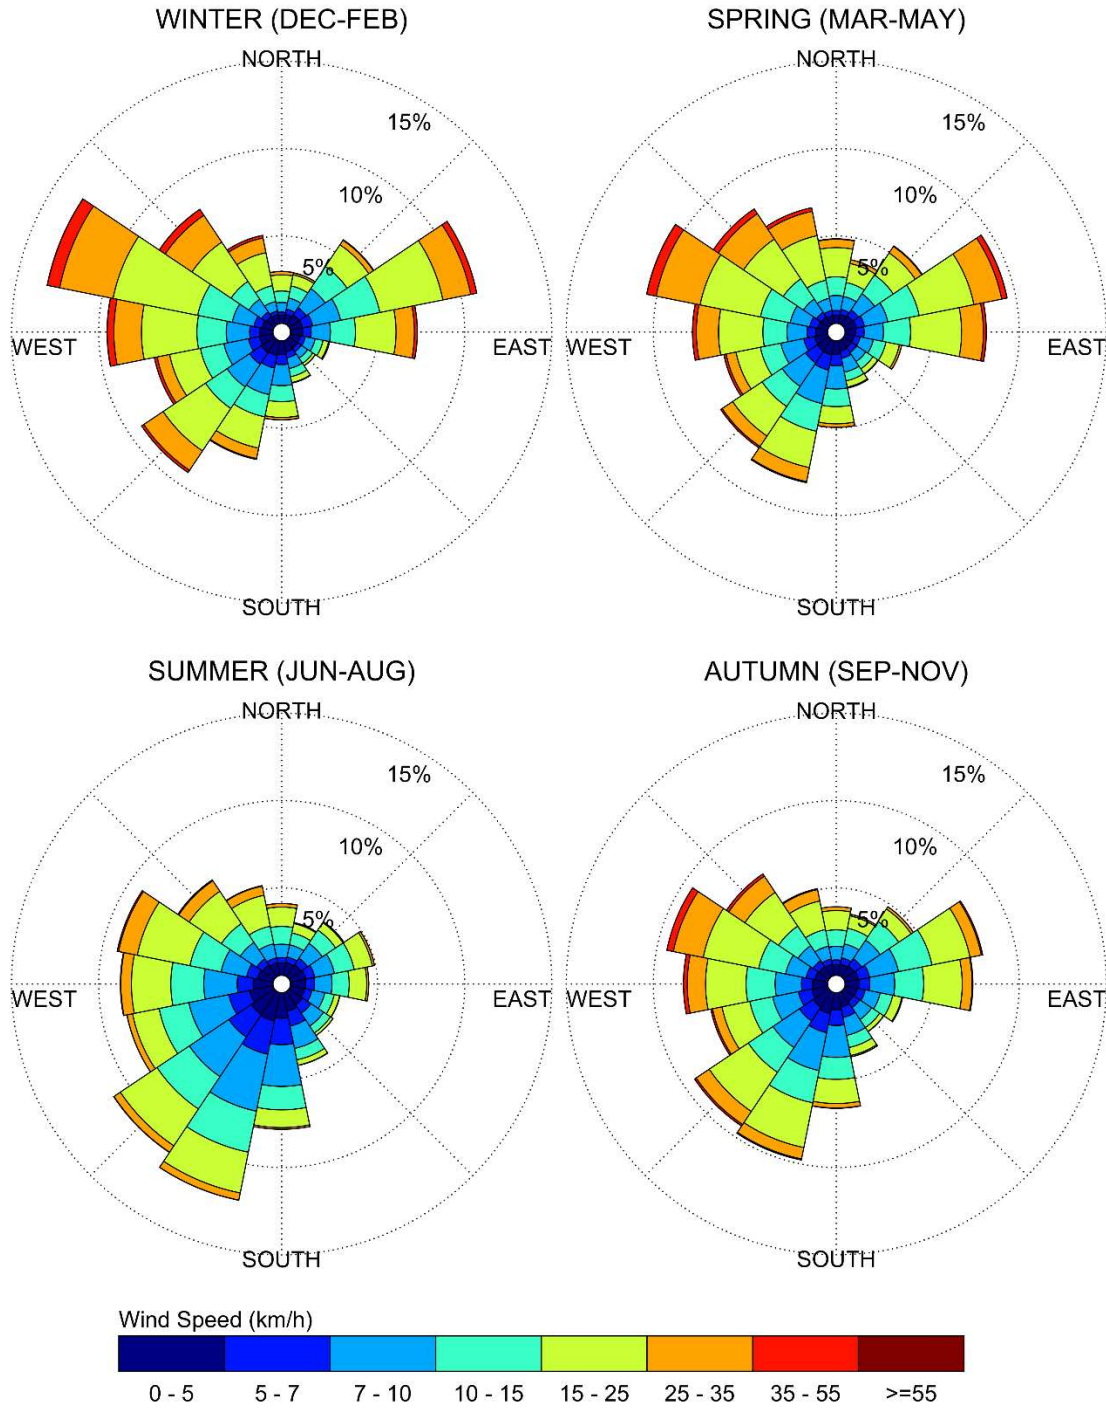 WINTER (DEC-FEB)
NORTH
15%
10%
5%
WEST
EAST
SOUTH
SPRING (MAR-MAY)
NORTH
15%
10%
5%
WEST
EAST
SOUTH
SUMMER (JUN-AUG)
NORTH
15%
10%
5%
WEST
EAST
SOUTH
AUTUMN (SEP-NOV)
NORTH
15%
10%
5%
WEST
EAST
SOUTH
Wind Speed (km/h)
0 - 5 5 - 7 7 - 10 10 - 15 15 - 25 25 - 35 35 - 55 >=55